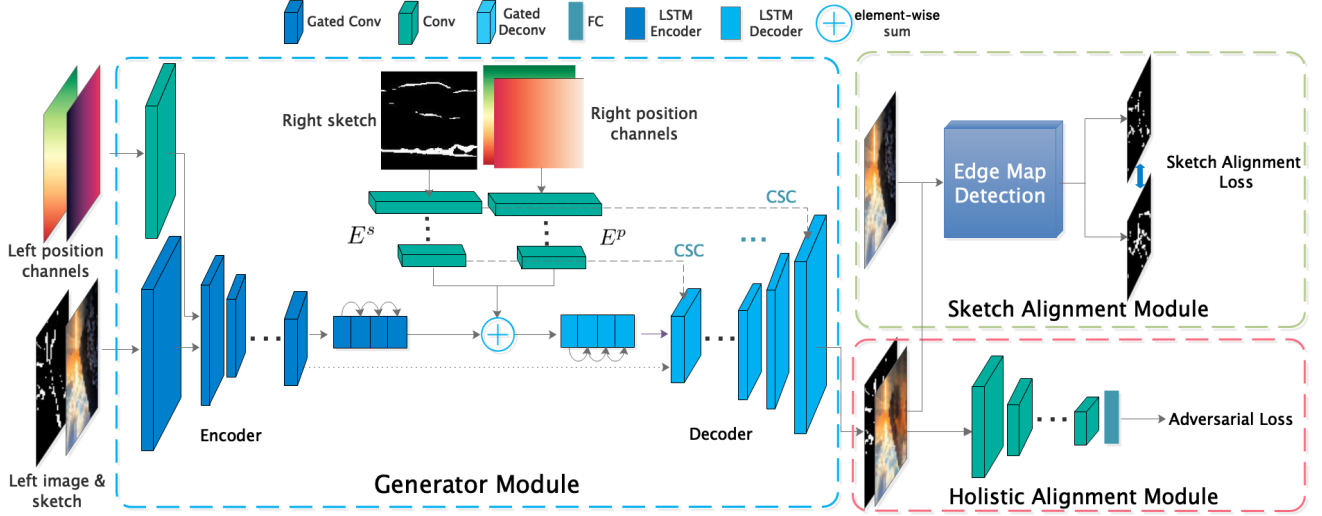 Gated Conv
Conv
Gated
Deconv
FC
LSTM
Encoder
LSTM
Decoder
element-wise
sum
Right sketch
Right position
channels
Left position
channels
E^s
E^p
CSC
CSC
Edge Map
Detection
Sketch Alignment
Loss
Sketch Alignment Module
Encoder
Decoder
Adversarial Loss
Left image &
sketch
Generator Module
Holistic Alignment Module